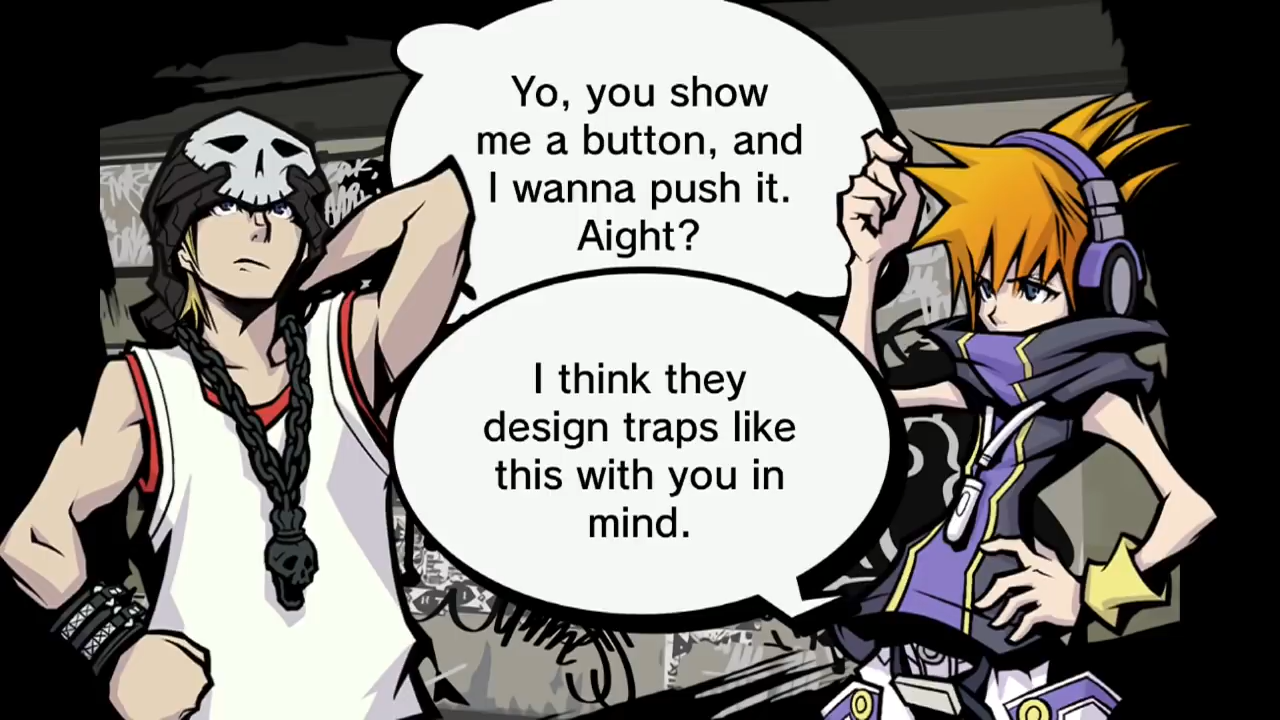 Yo, you show
me a button, and
I wanna push it.
Aight?
I think they
design traps like
this with you in
mind.